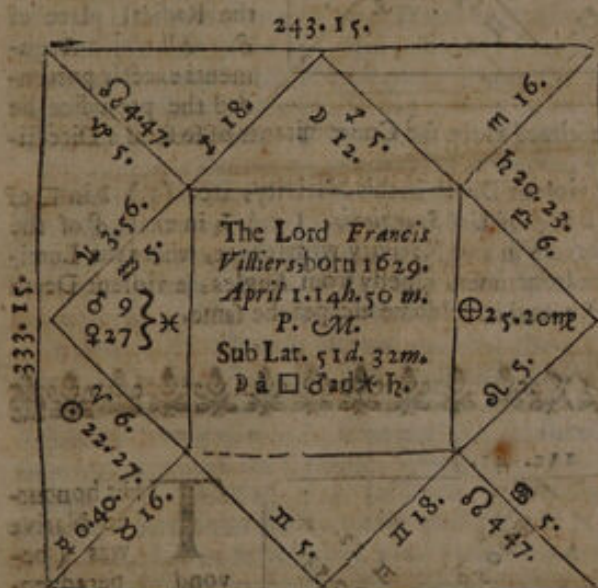 243.15.
☊ 4.47.
♑ 5.
♐ 18.
♐ 5.
☽ 12.
♏ 16.
♄ 20.23.
♎ 6.
3.56.
♒ 5.
♂ 9 } ♓
♀ 27
333.15
The Lord Francis
Villiers, born 1629.
April 1. 14h. 50 m.
P. M.
Sub Lat. 51d. 32m.
☽ à □ ♂ ad ⚹ ♄.
⊕ 25.20 ♍
♌ 5.
♈ 6.
☉ 22.27.
☿ 0.40.
♉ 16.
♊ 5.
♊ 18.
☊ 4 47.
♋ 5.